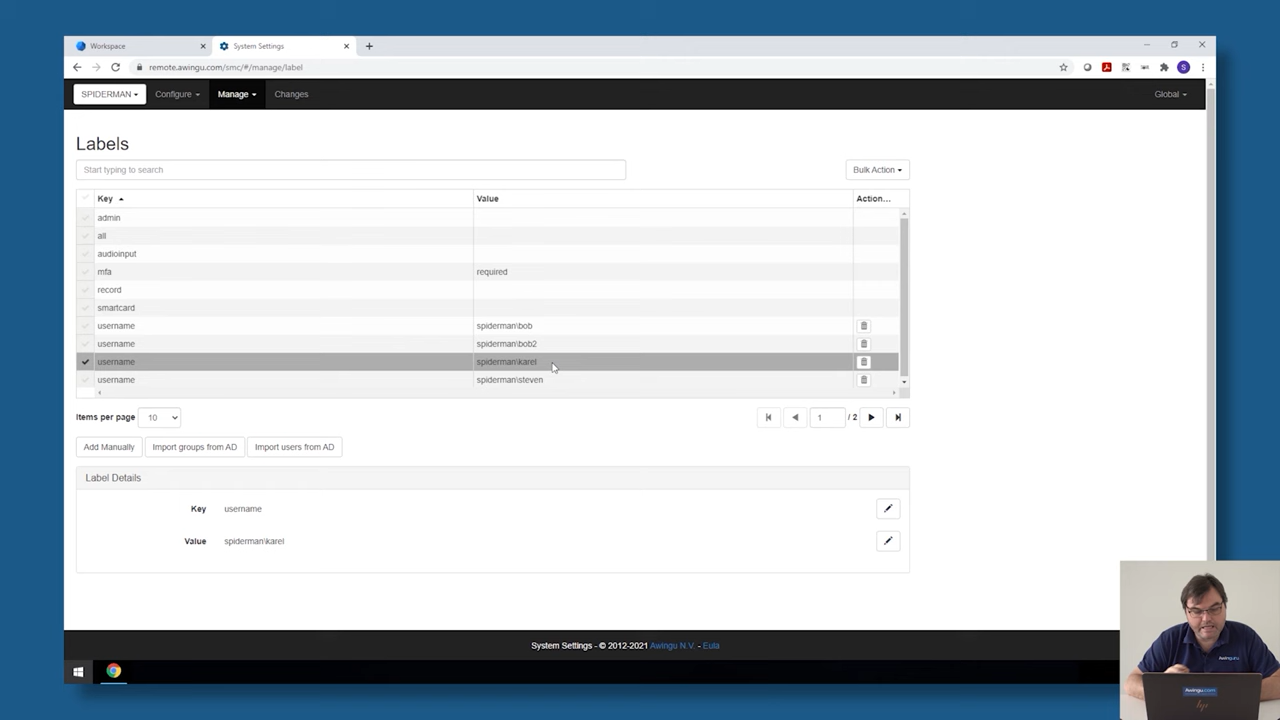 Workspace
System Settings
remote.awingu.com/smc/#/manage/label
S
SPIDERMAN Configure Manage Changes Global
Labels
Start typing to search
Bulk Action
Key Value Action...
admin
all
audioinput
mfa required
record
smartcard
username spiderman\bob
username spiderman\bob2
username spiderman\karel
username spiderman\steven
Items per page 10 1 / 2
Add Manually Import groups from AD Import users from AD
Label Details
Key username
Value spiderman\karel
System Settings - © 2012-2021 Awingu N.V. - Eula
Awingu.com
hp